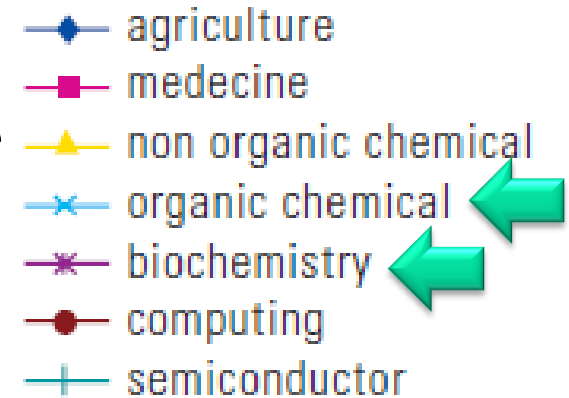 agriculture
medecine
non organic chemical
organic chemical
biochemistry
computing
semiconductor